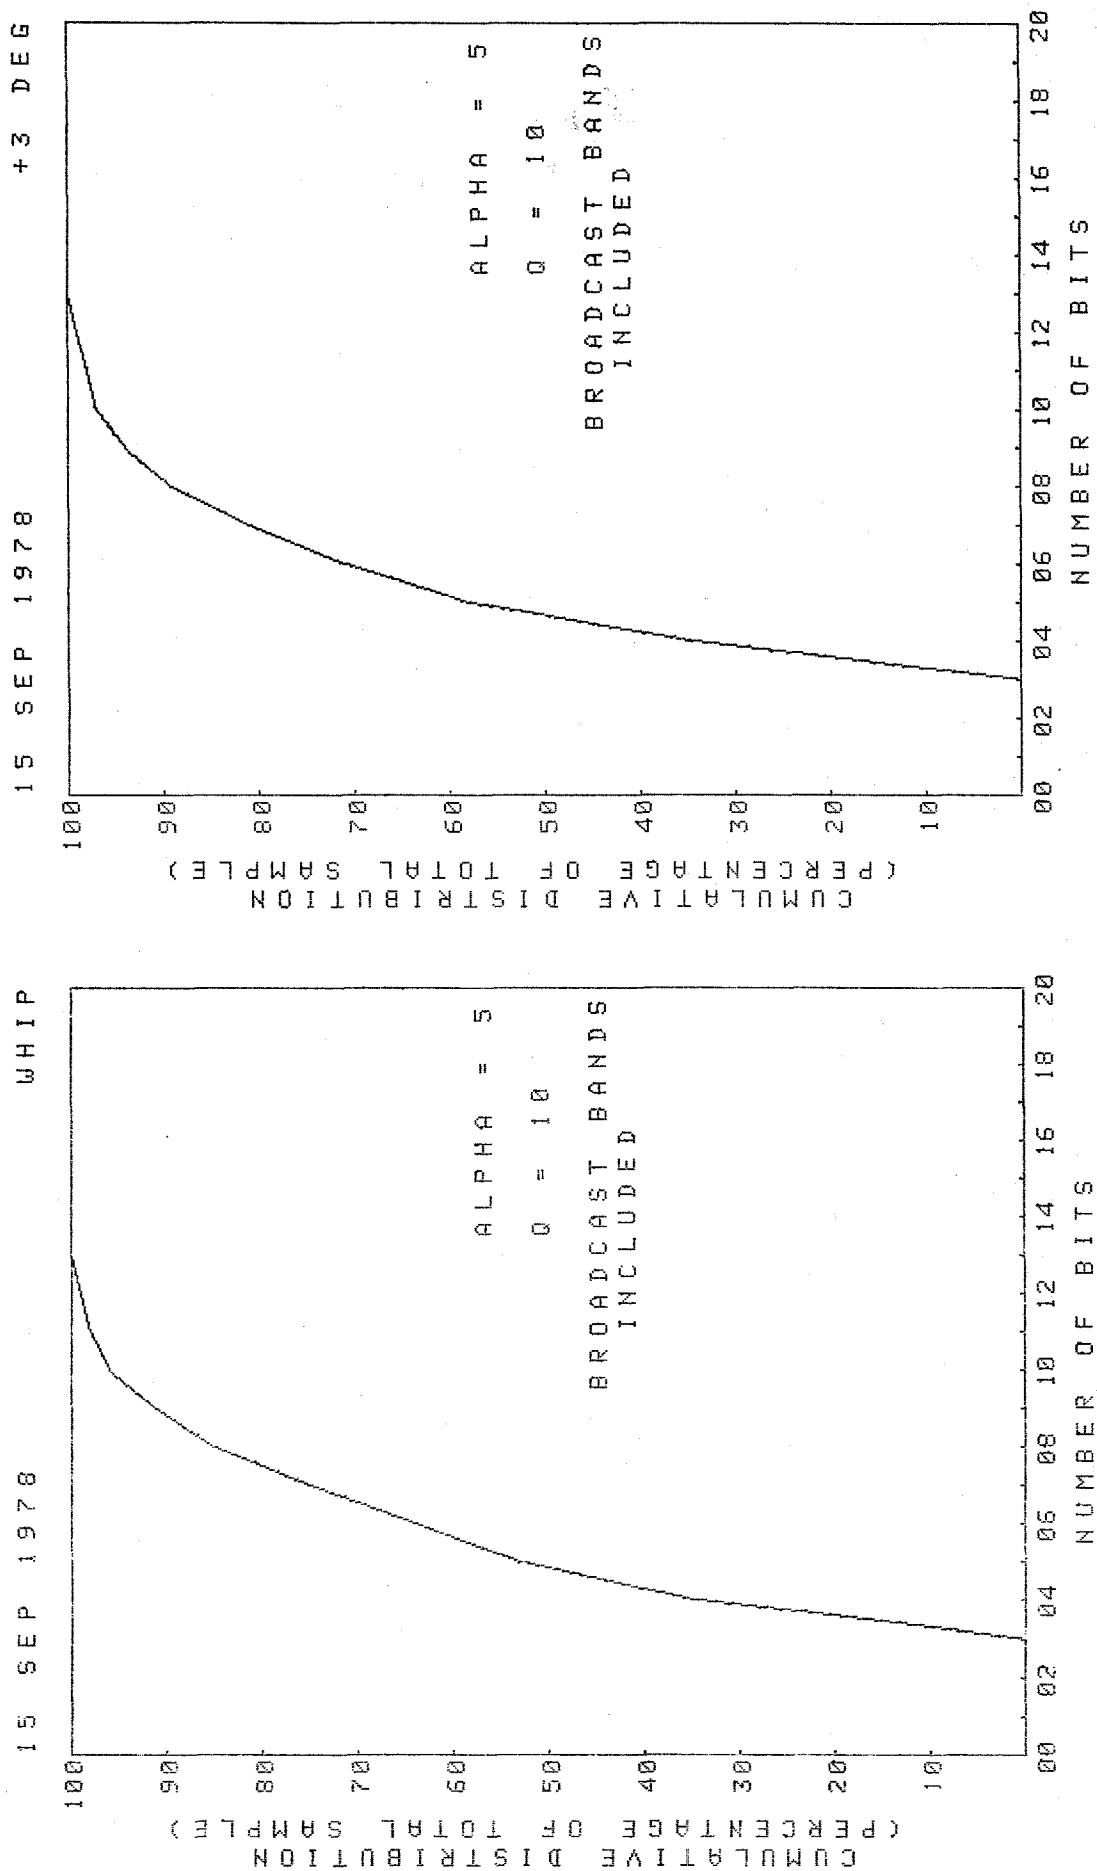 15 SEP 1978 WHIP
CUMULATIVE DISTRIBUTION
(PERCENTAGE OF TOTAL SAMPLE)
100
90
80
70
60
50
40
30
20
10
ALPHA = 5
Q = 10
BROADCAST BANDS
INCLUDED
00 02 04 06 08 10 12 14 16 18 20
NUMBER OF BITS
15 SEP 1978 +3 DEG
CUMULATIVE DISTRIBUTION
(PERCENTAGE OF TOTAL SAMPLE)
100
90
80
70
60
50
40
30
20
10
ALPHA = 5
Q = 10
BROADCAST BANDS
INCLUDED
00 02 04 06 08 10 12 14 16 18 20
NUMBER OF BITS